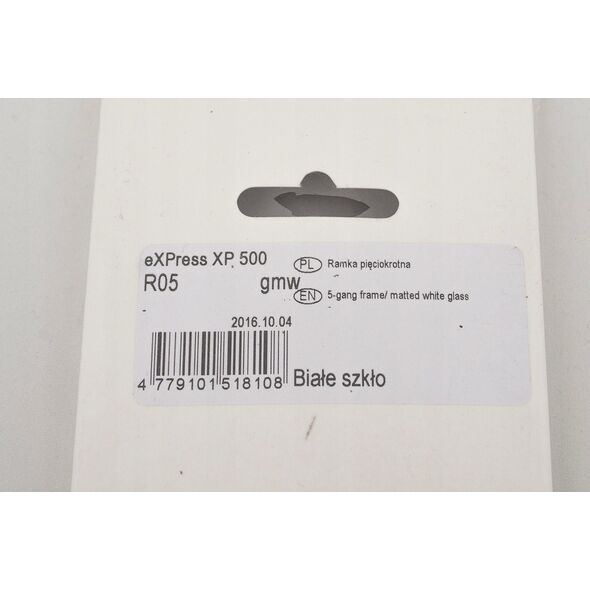 eXPress XP 500
R05 gmw
PL Ramka pięciokrotna
EN 5-gang frame/ matted white glass
2016.10.04
4 779101 518108
Białe szkło